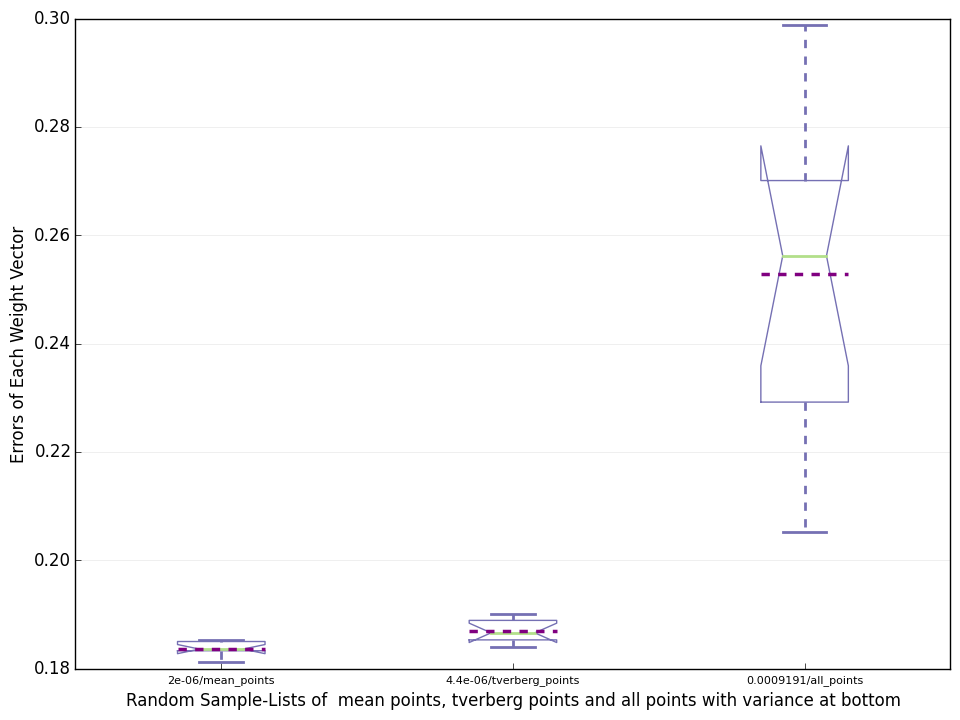 0.30
0.28
0.26
0.24
0.22
0.20
0.18
Errors of Each Weight Vector
2e-06/mean_points
4.4e-06/tverberg_points
0.0009191/all_points
Random Sample-Lists of  mean points, tverberg points and all points with variance at bottom